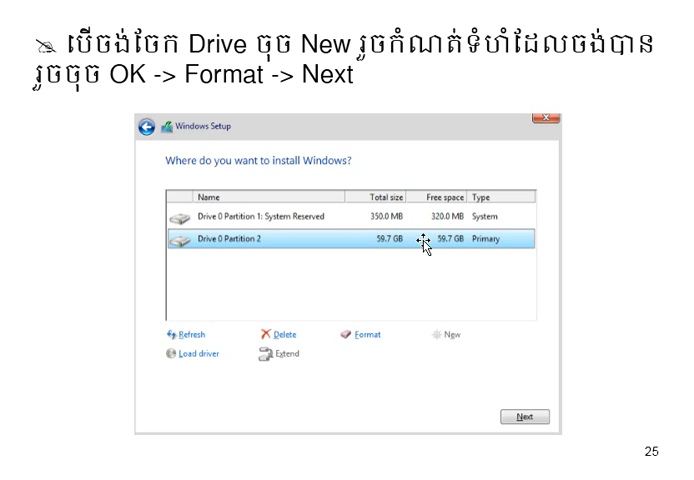 បើចង់ចែក Drive ចុច New រួចកំណត់ទំហំដែលចង់បាន
រួចចុច OK -> Format -> Next
Windows Setup
Where do you want to install Windows?
Name Total size Free space Type
Drive 0 Partition 1: System Reserved 350.0 MB 320.0 MB System
Drive 0 Partition 2 59.7 GB 59.7 GB Primary
Refresh Delete Format New
Load driver Extend
Next
25